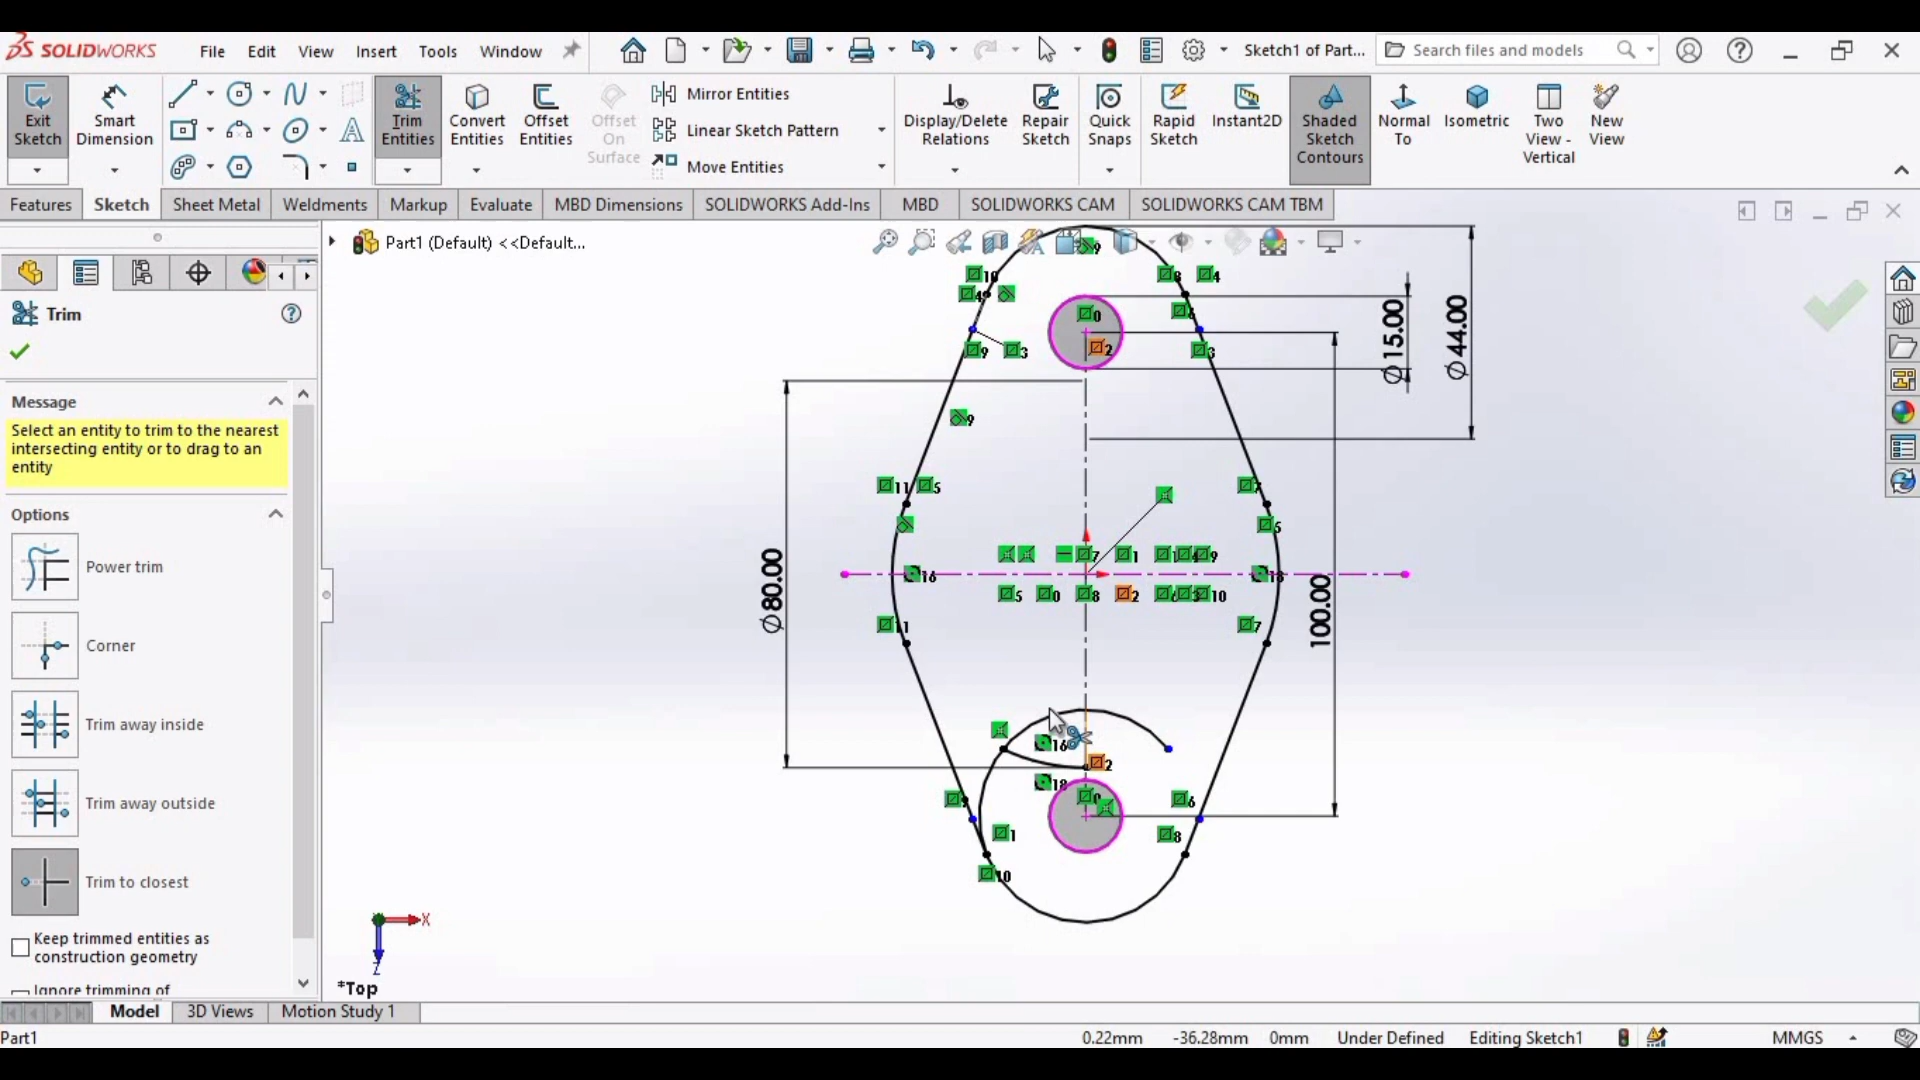 SOLIDWORKS
File Edit View Insert Tools Window
Sketch1 of Part...
Search files and models
Exit Sketch
Smart Dimension
Trim Entities
Convert Entities
Offset Entities
Offset On Surface
Mirror Entities
Linear Sketch Pattern
Move Entities
Display/Delete Relations
Repair Sketch
Quick Snaps
Rapid Sketch
Instant2D
Shaded Sketch Contours
Normal To
Isometric
Two View - Vertical
New View
Features Sketch Sheet Metal Weldments Markup Evaluate MBD Dimensions SOLIDWORKS Add-Ins MBD SOLIDWORKS CAM SOLIDWORKS CAM TBM
Part1 (Default) <<Default...
Trim
Message
Select an entity to trim to the nearest
intersecting entity or to drag to an
entity
Options
Power trim
Corner
Trim away inside
Trim away outside
Trim to closest
Keep trimmed entities as
construction geometry
Ignore trimming of
Ø15.00
Ø44.00
Ø80.00
100.00
X
Z
*Top
Model 3D Views Motion Study 1
Part1
0.22mm -36.28mm 0mm Under Defined Editing Sketch1 MMGS